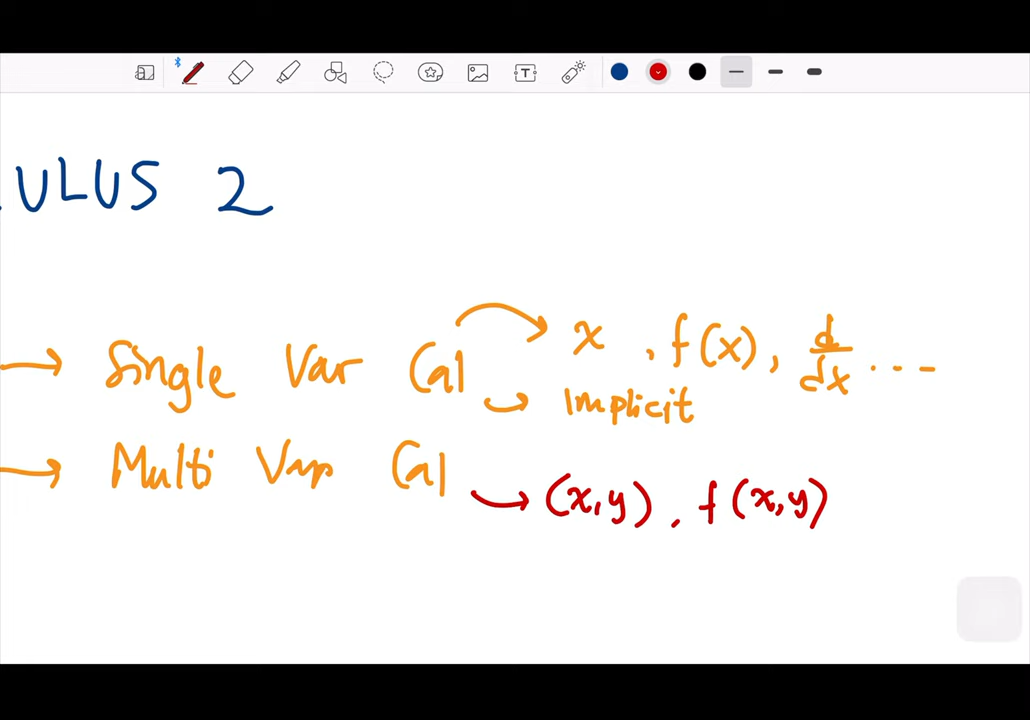 ULUS 2
→ Single Var Cal → x , f(x), d/dx ...
→ Implicit
→ Multi Var Cal → (x,y) , f(x,y)